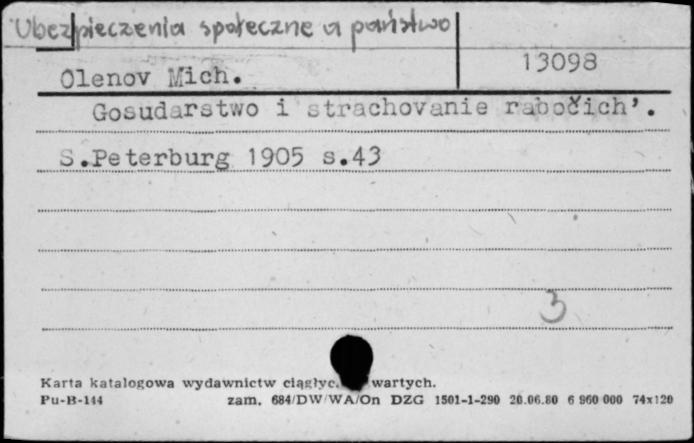 Ubezpieczenia społeczne a państwo
Olenov Mich.
13098
Gosudarstwo i strachovanie rabočich'.
S.Peterburg 1905 s.43
3
Karta katalogowa wydawnictw wartych.
Pu-B-144 zam. 684/DW/WA/On DZG 1501-1-290 20.06.80 6 960 000 74x120